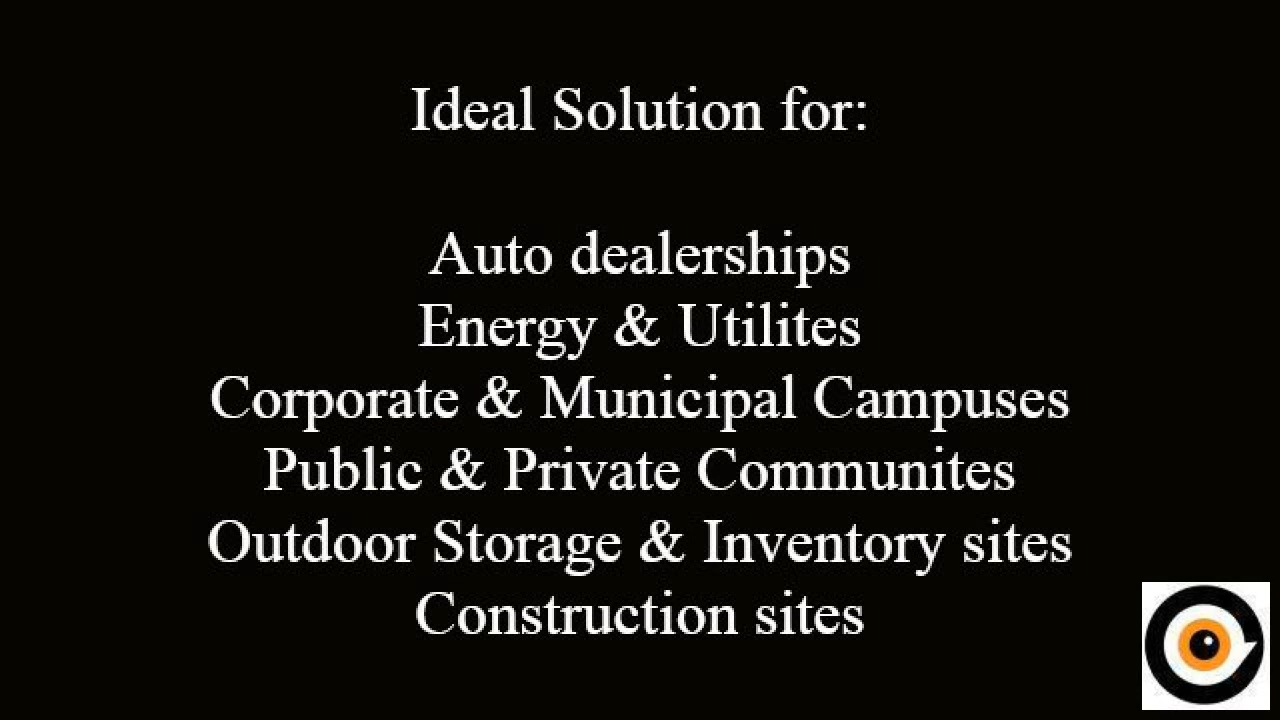 Ideal Solution for:
Auto dealerships
Energy & Utilites
Corporate & Municipal Campuses
Public & Private Communites
Outdoor Storage & Inventory sites
Construction sites